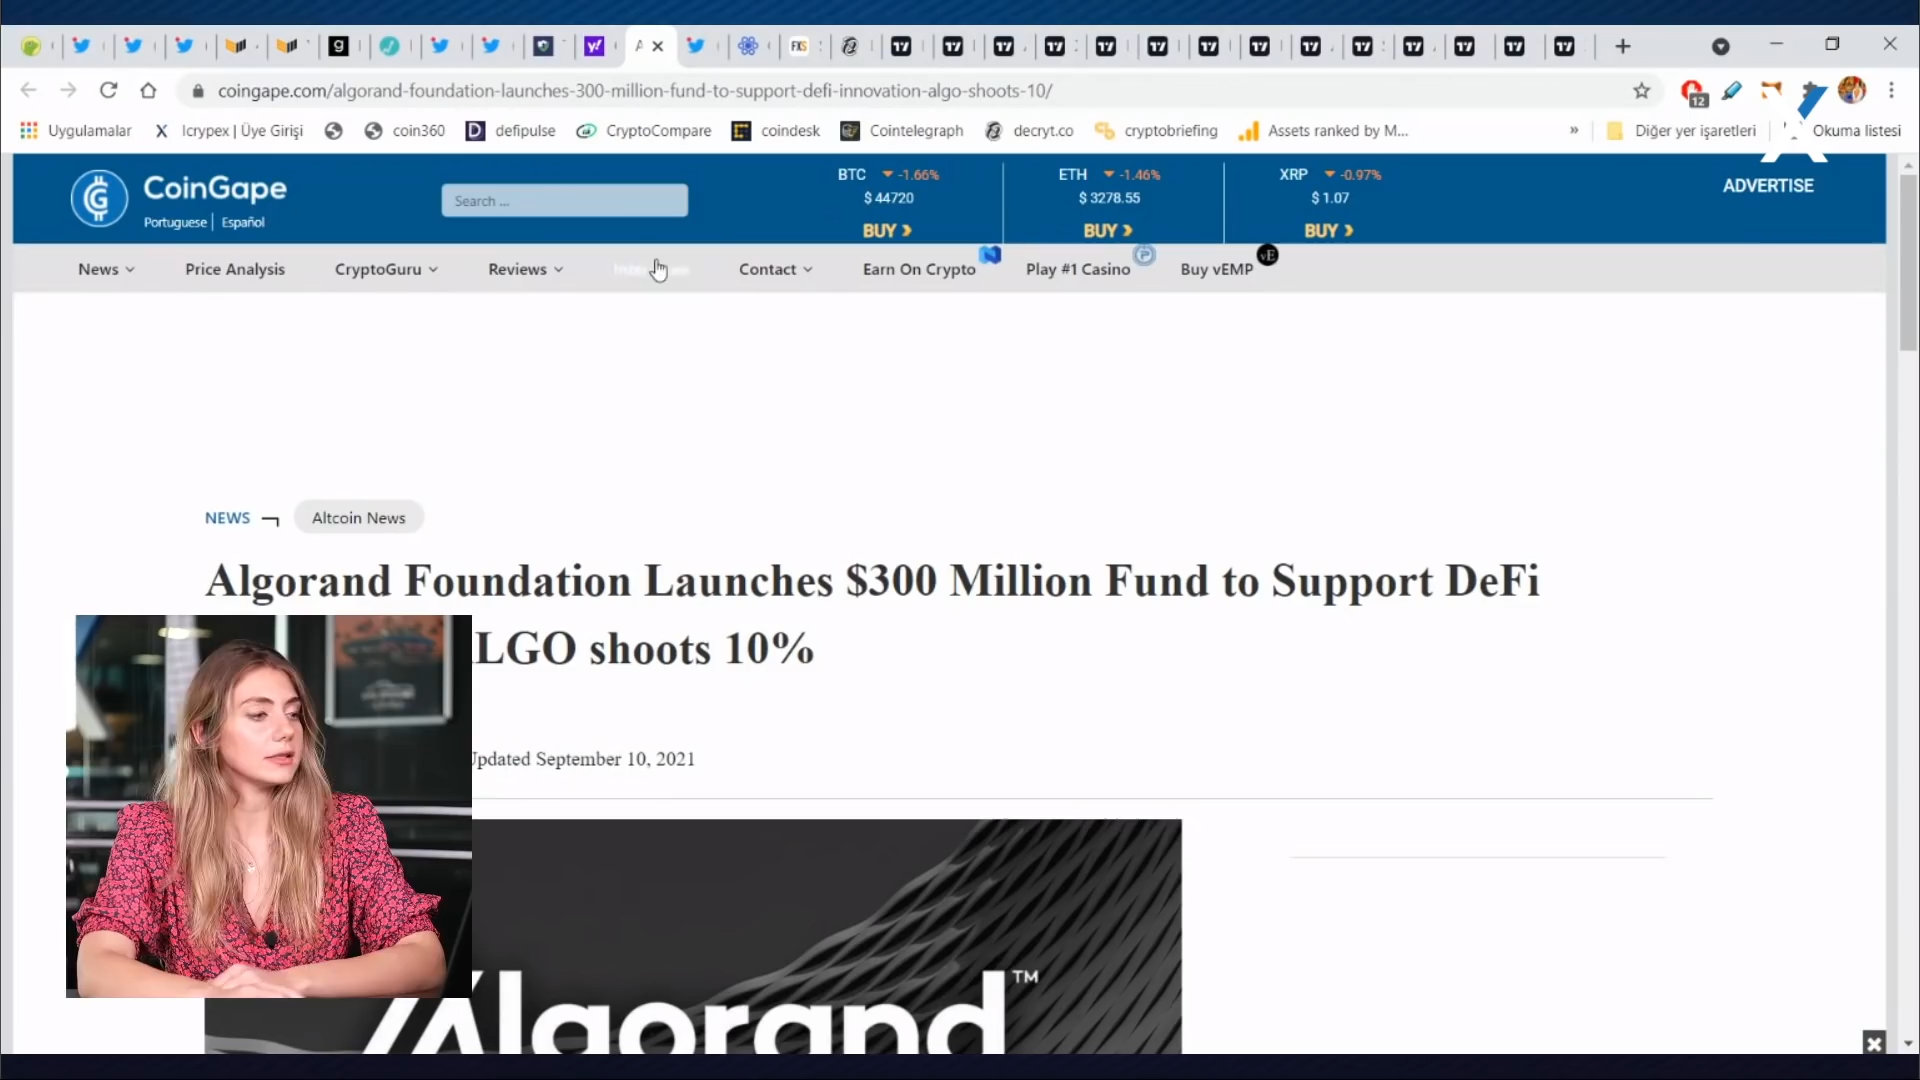 coingape.com/algorand-foundation-launches-300-million-fund-to-support-defi-innovation-algo-shoots-10/
12
Uygulamalar
Icrypex | Üye Girişi
coin360
defipulse
CryptoCompare
coindesk
Cointelegraph
decryt.co
cryptobriefing
Assets ranked by M...
»
Diğer yer işaretleri
Okuma listesi
CoinGape
Portuguese | Español
Search ...
BTC -1.66%
$ 44720
BUY
ETH -1.46%
$ 3278.55
BUY
XRP -0.97%
$ 1.07
BUY
ADVERTISE
News
Price Analysis
CryptoGuru
Reviews
Contact
Earn On Crypto
Play #1 Casino
Buy vEMP
vE
NEWS
Altcoin News
Algorand Foundation Launches $300 Million Fund to Support DeFi
LGO shoots 10%
Updated September 10, 2021
Algorand™